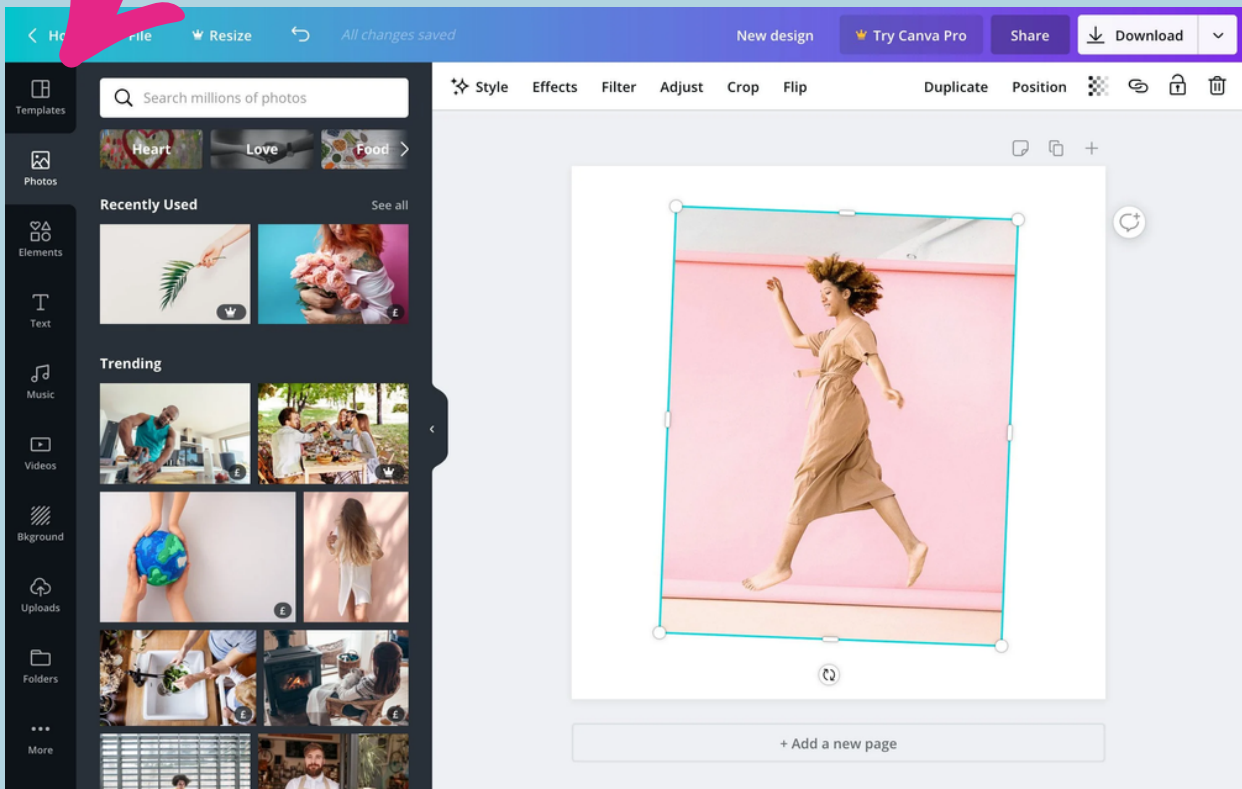 File
Resize
All changes saved
New design
Try Canva Pro
Share
Download
Templates
Photos
Elements
Text
Music
Videos
Bkground
Uploads
Folders
More
Search millions of photos
Heart
Love
Food
Recently Used
See all
£
Trending
£
£
£
£
Style
Effects
Filter
Adjust
Crop
Flip
Duplicate
Position
+ Add a new page